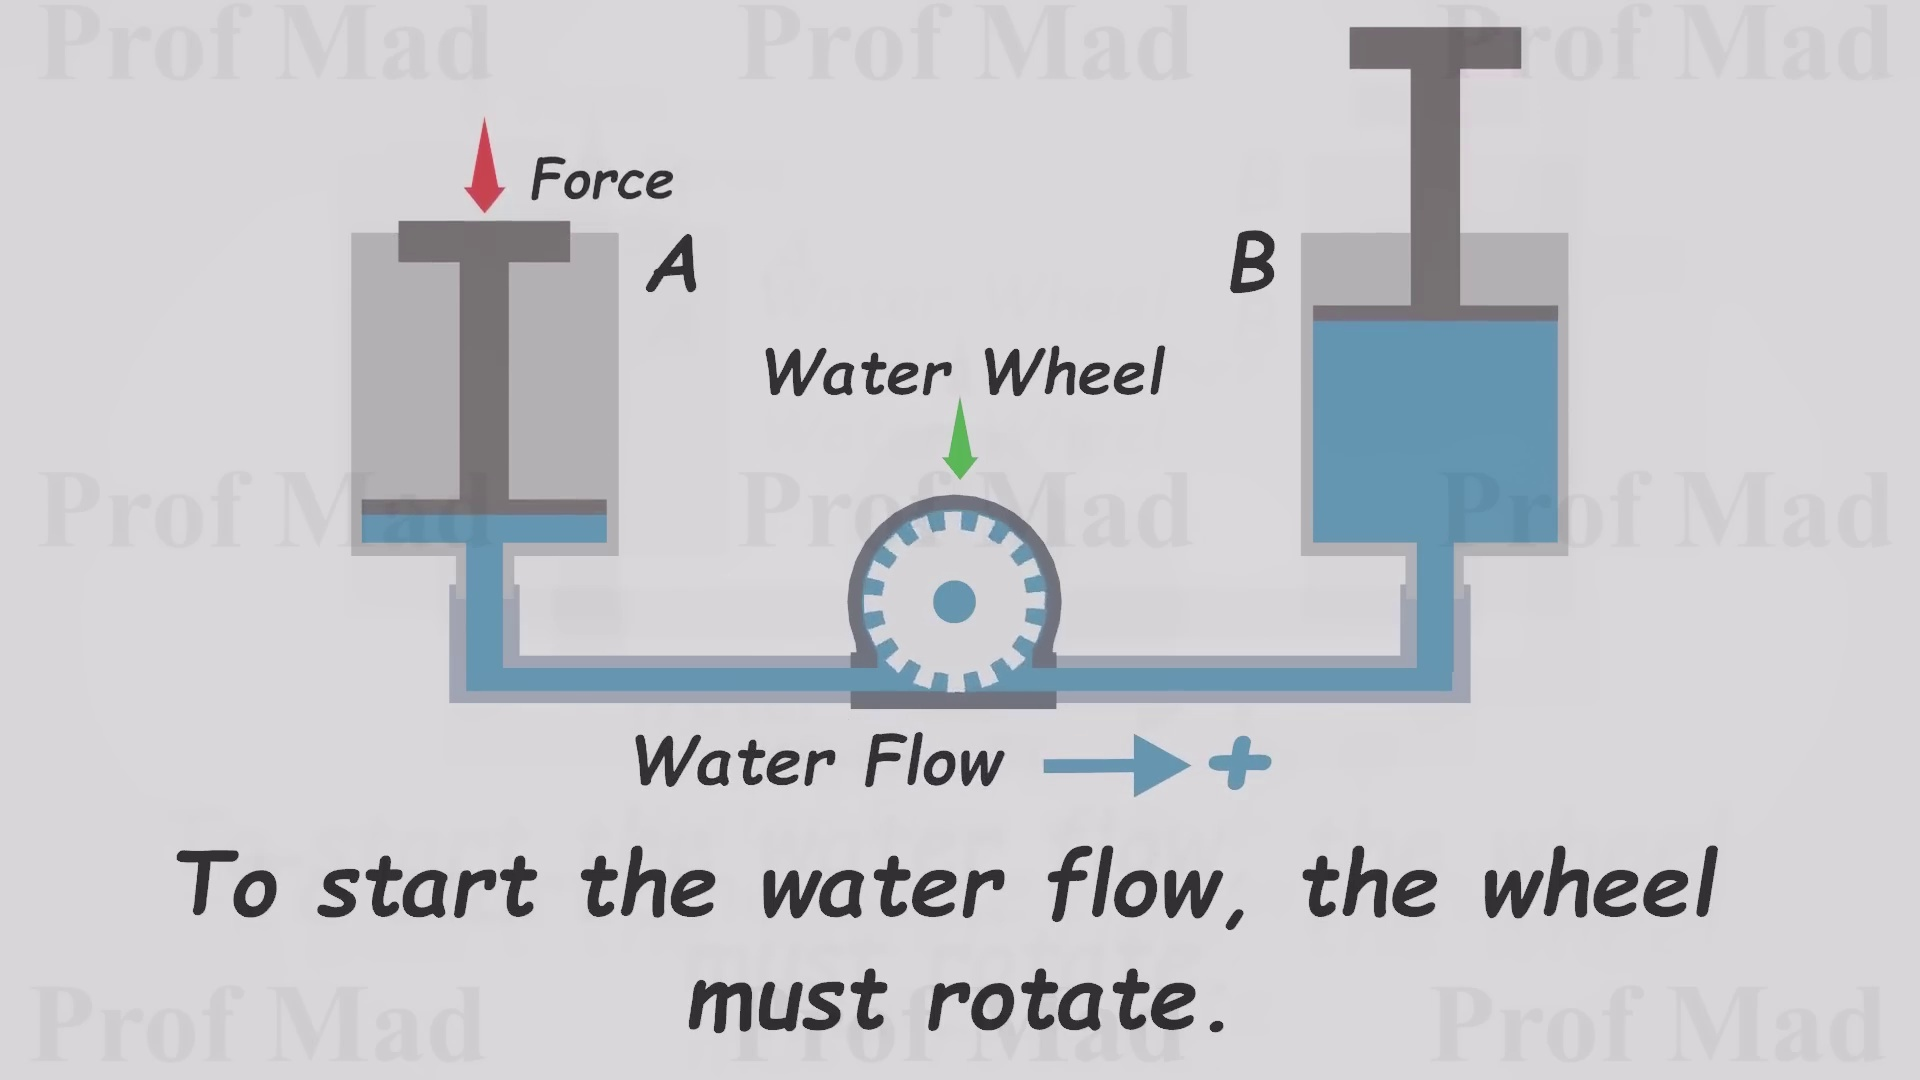 Prof Mad Prof Mad Prof Mad
Force
A
B
Water Wheel
Prof Mad Prof Mad Prof Mad
Water Flow +
To start the water flow, the wheel
must rotate.
Prof Mad Prof Mad Prof Mad